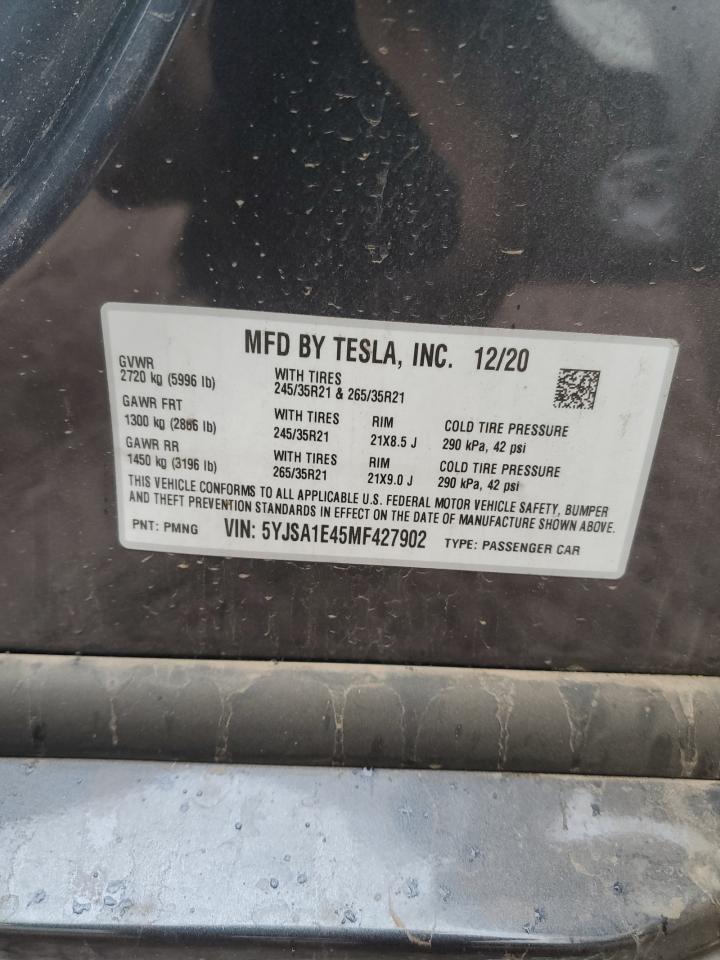 MFD BY TESLA, INC. 12/20
GVWR
2720 kg (5996 lb)
WITH TIRES
245/35R21 & 265/35R21
GAWR FRT
1300 kg (2866 lb)
WITH TIRES
245/35R21
RIM
21X8.5 J
COLD TIRE PRESSURE
290 kPa, 42 psi
GAWR RR
1450 kg (3196 lb)
WITH TIRES
265/35R21
RIM
21X9.0 J
COLD TIRE PRESSURE
290 kPa, 42 psi
THIS VEHICLE CONFORMS TO ALL APPLICABLE U.S. FEDERAL MOTOR VEHICLE SAFETY, BUMPER
AND THEFT PREVENTION STANDARDS IN EFFECT ON THE DATE OF MANUFACTURE SHOWN ABOVE.
PNT: PMNG VIN: 5YJSA1E45MF427902 TYPE: PASSENGER CAR